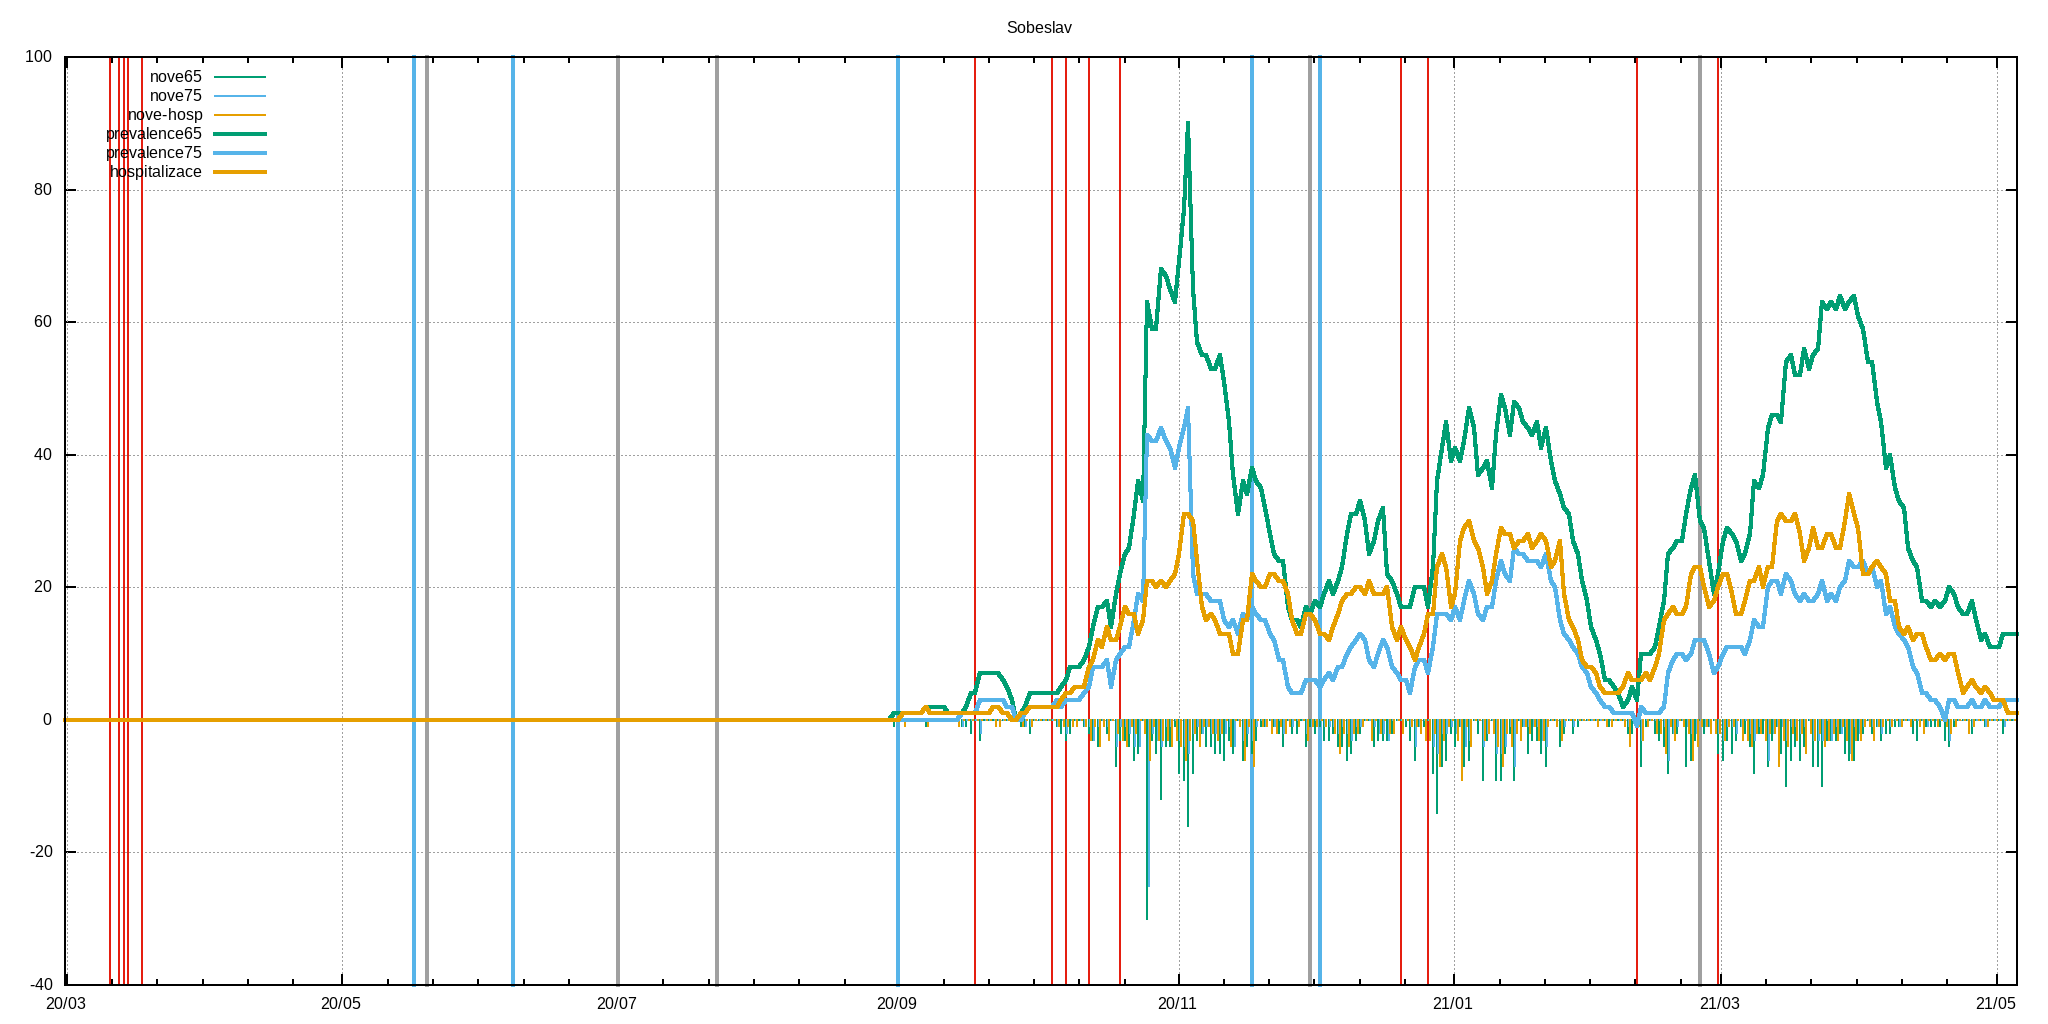 Sobeslav
100
nove65
nove75
nove-hosp
prevalence65
prevalence75
hospitalizace
80
60
40
20
0
-20
-40
20/03 20/05 20/07 20/09 20/11 21/01 21/03 21/05